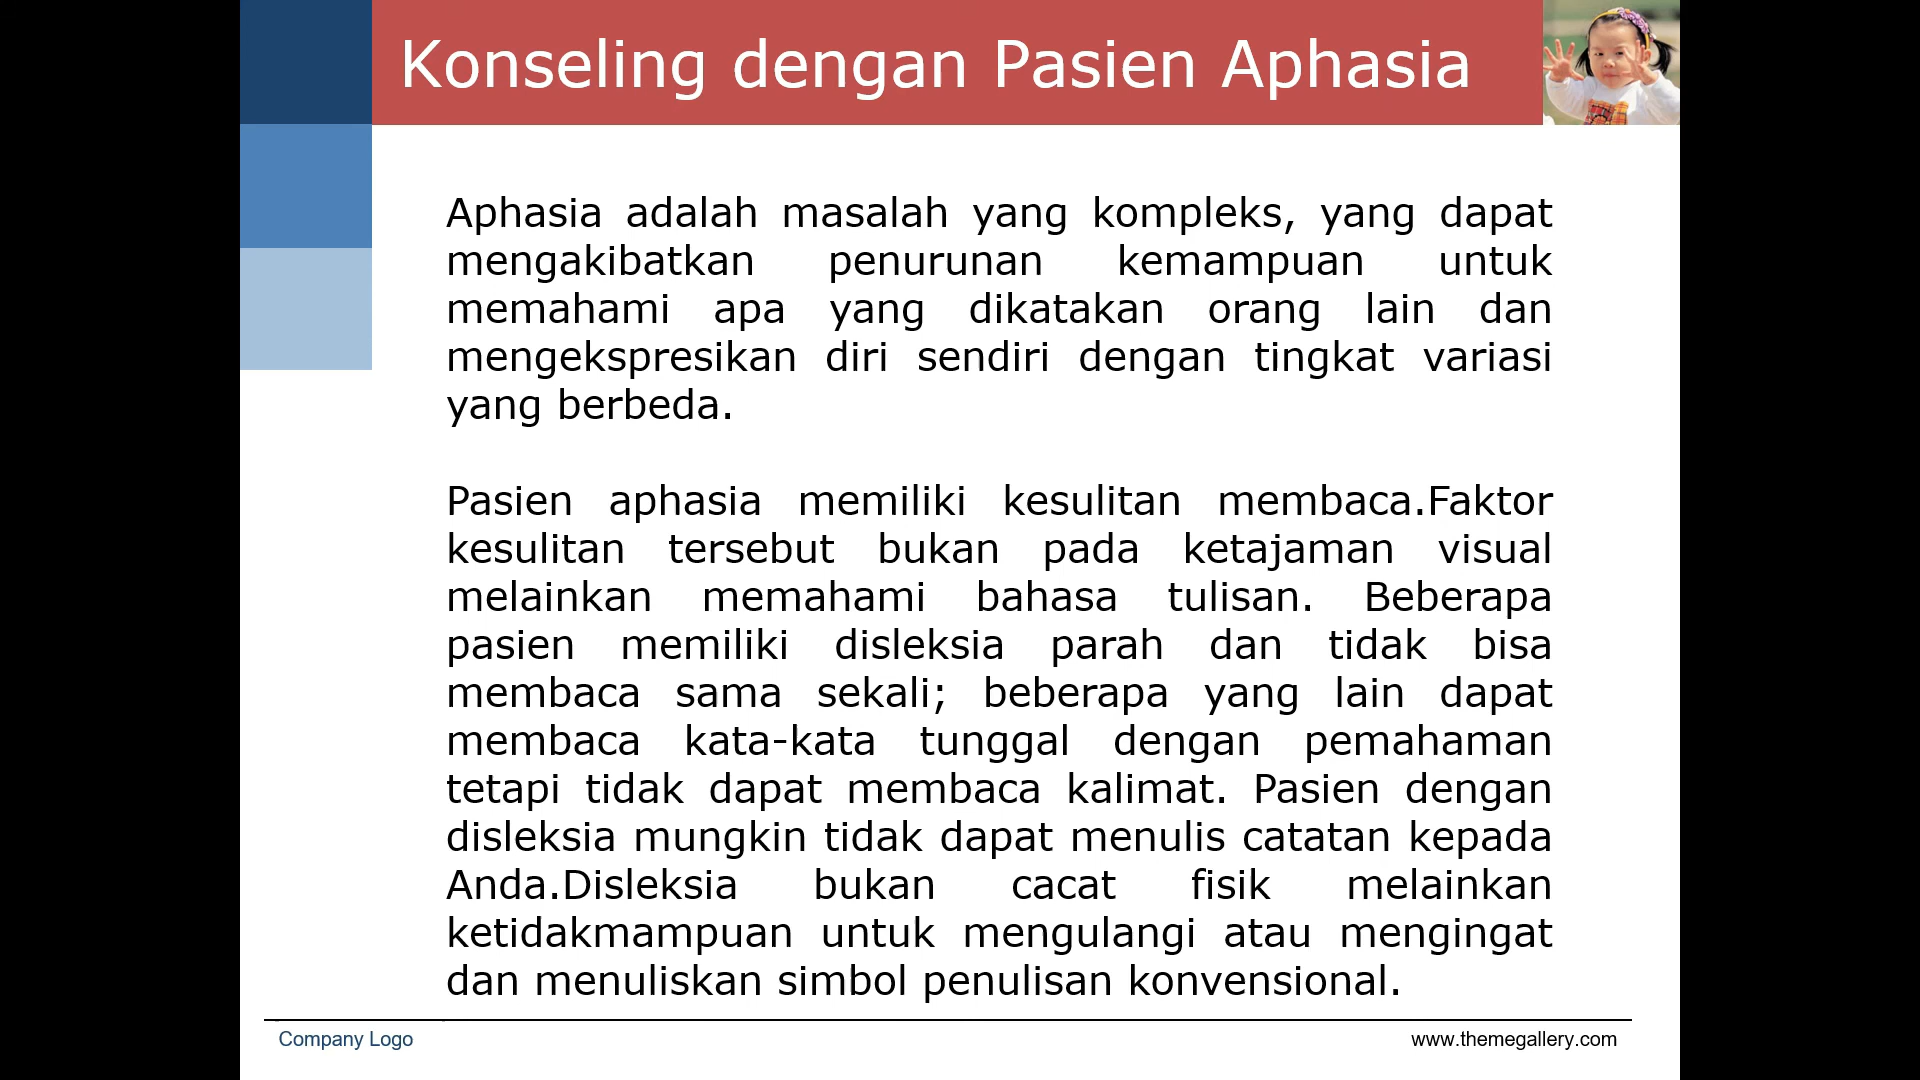 Konseling dengan Pasien Aphasia
Aphasia adalah masalah yang kompleks, yang dapat
mengakibatkan penurunan kemampuan untuk
memahami apa yang dikatakan orang lain dan
mengekspresikan diri sendiri dengan tingkat variasi
yang berbeda.
Pasien aphasia memiliki kesulitan membaca.Faktor
kesulitan tersebut bukan pada ketajaman visual
melainkan memahami bahasa tulisan. Beberapa
pasien memiliki disleksia parah dan tidak bisa
membaca sama sekali; beberapa yang lain dapat
membaca kata-kata tunggal dengan pemahaman
tetapi tidak dapat membaca kalimat. Pasien dengan
disleksia mungkin tidak dapat menulis catatan kepada
Anda.Disleksia bukan cacat fisik melainkan
ketidakmampuan untuk mengulangi atau mengingat
dan menuliskan simbol penulisan konvensional.
Company Logo
www.themegallery.com